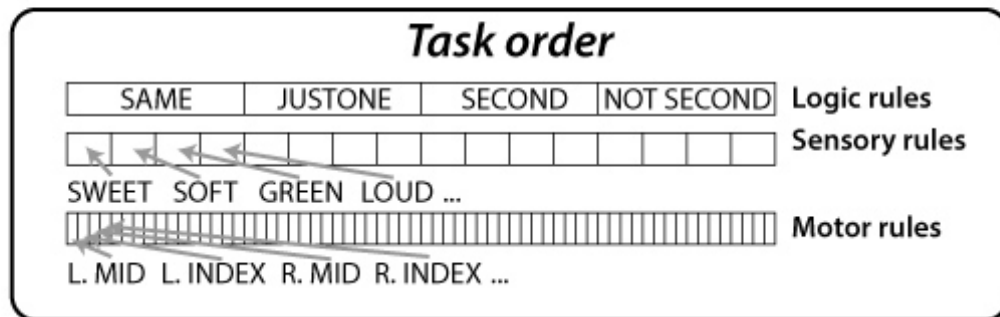 Task order
SAME JUSTONE SECOND NOT SECOND Logic rules
Sensory rules
SWEET SOFT GREEN LOUD ...
Motor rules
L. MID L. INDEX R. MID R. INDEX ...